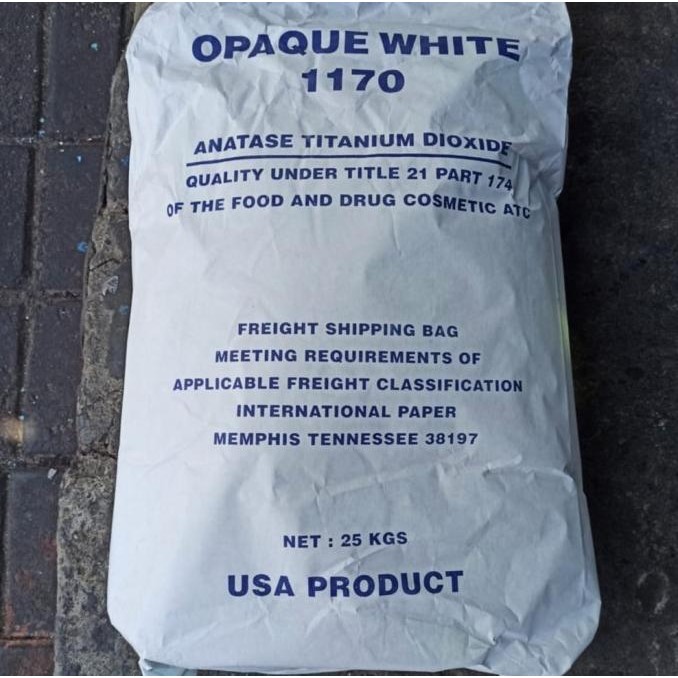 OPAQUE WHITE
1170
ANATASE TITANIUM DIOXIDE
QUALITY UNDER TITLE 21 PART 174
OF THE FOOD AND DRUG COSMETIC ATC
FREIGHT SHIPPING BAG
MEETING REQUIREMENTS OF
APPLICABLE FREIGHT CLASSIFICATION
INTERNATIONAL PAPER
MEMPHIS TENNESSEE 38197
NET : 25 KGS
USA PRODUCT